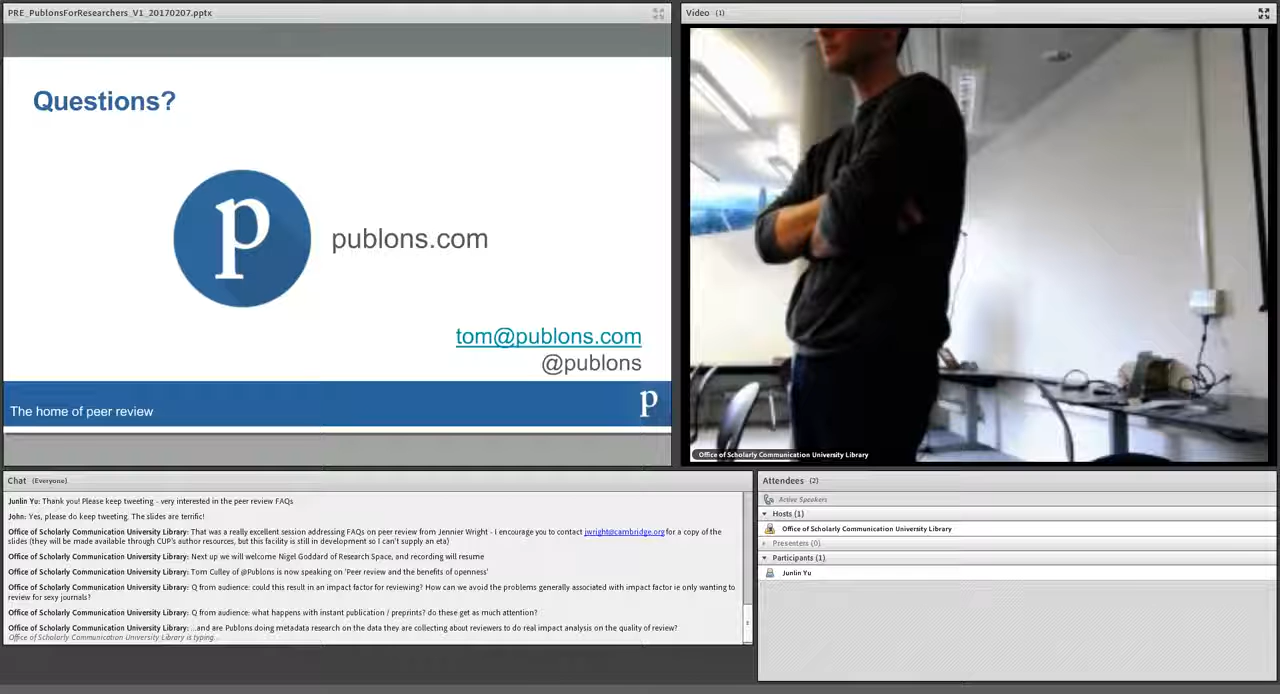 PRE_PublonsForResearchers_V1_20170207.pptx
Questions?
p
publons.com
tom@publons.com
@publons
The home of peer review
p
Video (1)
Office of Scholarly Communication University Library
Chat (Everyone)
Junlin Yu: Thank you! Please keep tweeting - very interested in the peer review FAQs
John: Yes, please do keep tweeting. The slides are terrific!
Office of Scholarly Communication University Library: That was a really excellent session addressing FAQs on peer review from Jennier Wright - I encourage you to contact jwright@cambridge.org for a copy of the
slides (they will be made available through CUP's author resources, but this facility is still in development so I can't apply an eta)
Office of Scholarly Communication University Library: Next up we will welcome Nigel Goddard of Research Space, and recording will resume
Office of Scholarly Communication University Library: Tom Culley of @Publons is now speaking on 'Peer review and the benefits of openness'
Office of Scholarly Communication University Library: Q from audience: could this result in an impact factor for reviewing? How can we avoid the problems generally associated with impact factor ie only wanting to
review for sexy journals?
Office of Scholarly Communication University Library: Q from audience: what happens with instant publication / preprints? do these get as much attention?
Office of Scholarly Communication University Library: ...and are Publons doing metadata research on the data they are collecting about reviewers to do real impact analysis on the quality of review?
Office of Scholarly Communication University Library is typing...
Attendees (2)
Active Speakers
Hosts (1)
Office of Scholarly Communication University Library
Presenters (0)
Participants (1)
Junlin Yu